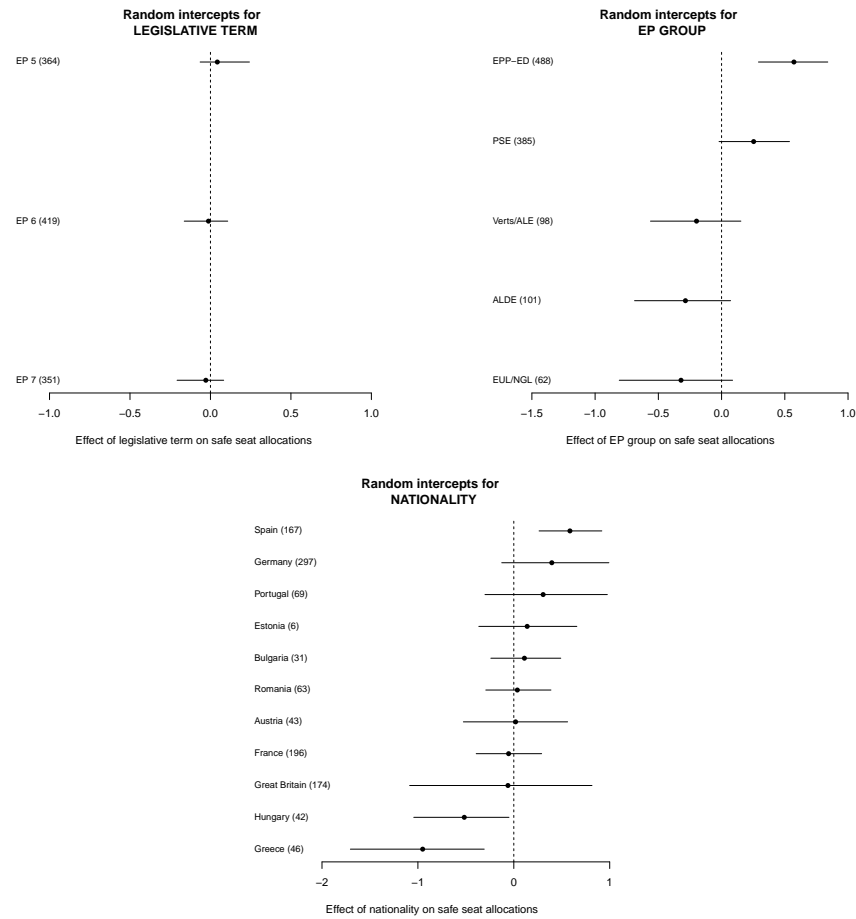 Random intercepts for
LEGISLATIVE TERM
EP 5 (364)
EP 6 (419)
EP 7 (351)
−1.0 −0.5 0.0 0.5 1.0
Effect of legislative term on safe seat allocations
Random intercepts for
EP GROUP
EPP−ED (488)
PSE (385)
Verts/ALE (98)
ALDE (101)
EUL/NGL (62)
−1.5 −1.0 −0.5 0.0 0.5 1.0
Effect of EP group on safe seat allocations
Random intercepts for
NATIONALITY
Spain (167)
Germany (297)
Portugal (69)
Estonia (6)
Bulgaria (31)
Romania (63)
Austria (43)
France (196)
Great Britain (174)
Hungary (42)
Greece (46)
−2 −1 0 1
Effect of nationality on safe seat allocations